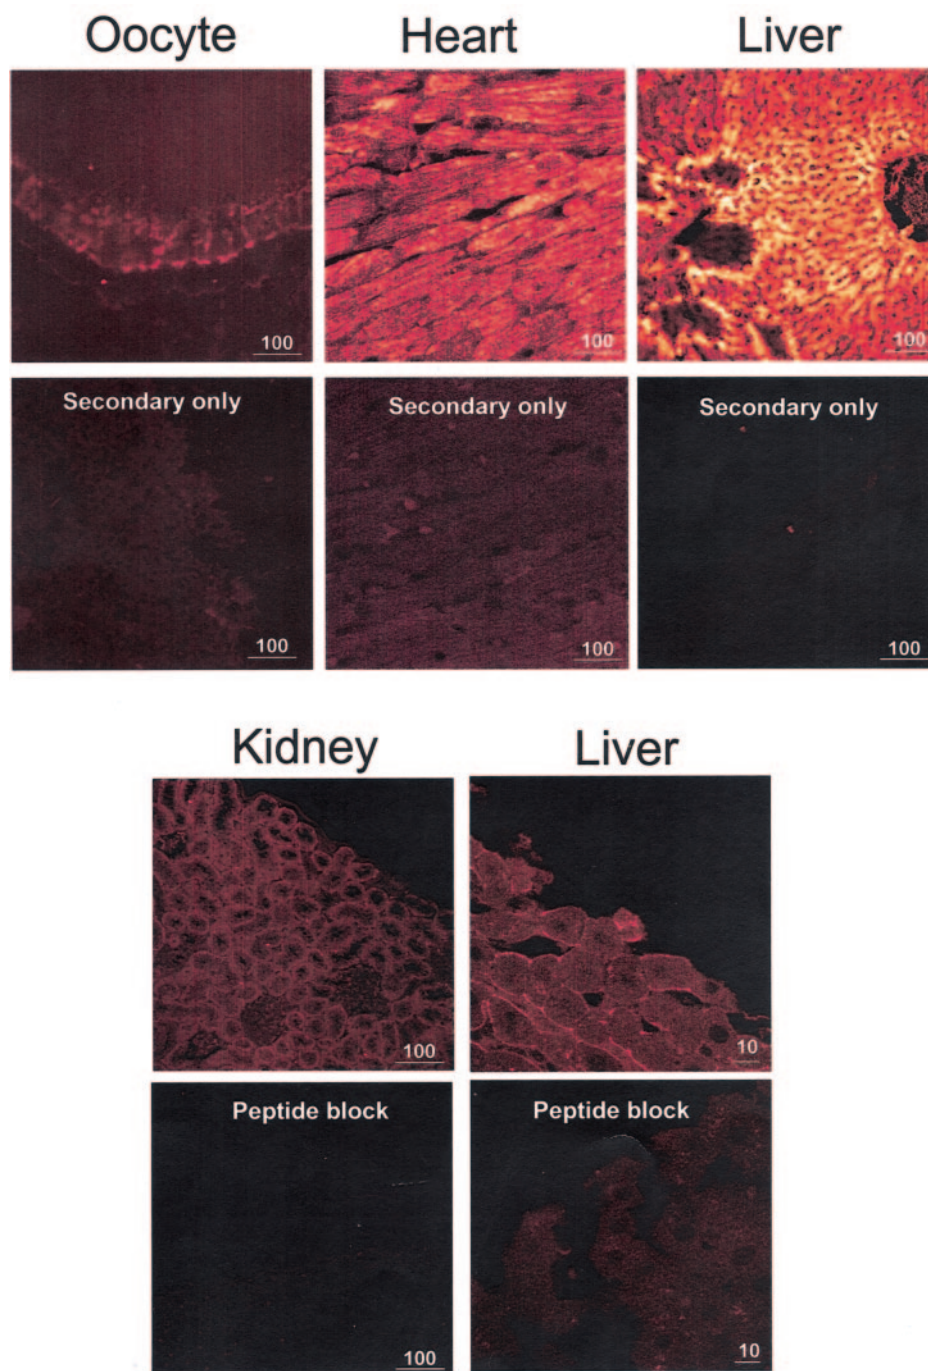 Oocyte Heart Liver
100 100 100
Secondary only Secondary only Secondary only
100 100 100
Kidney Liver
100 10
Peptide block Peptide block
100 10